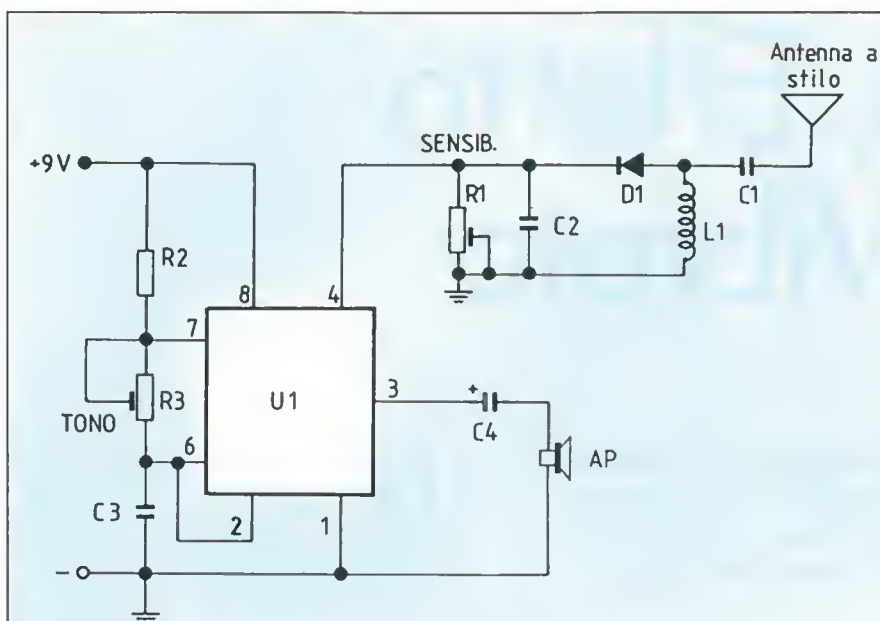 Antenna a
stilo
SENSIB.
+9V
R1
D1
C1
C2
L1
R2
8
4
7
R3
U1
3
+
TONO
C4
6
AP
C3
2
1
-